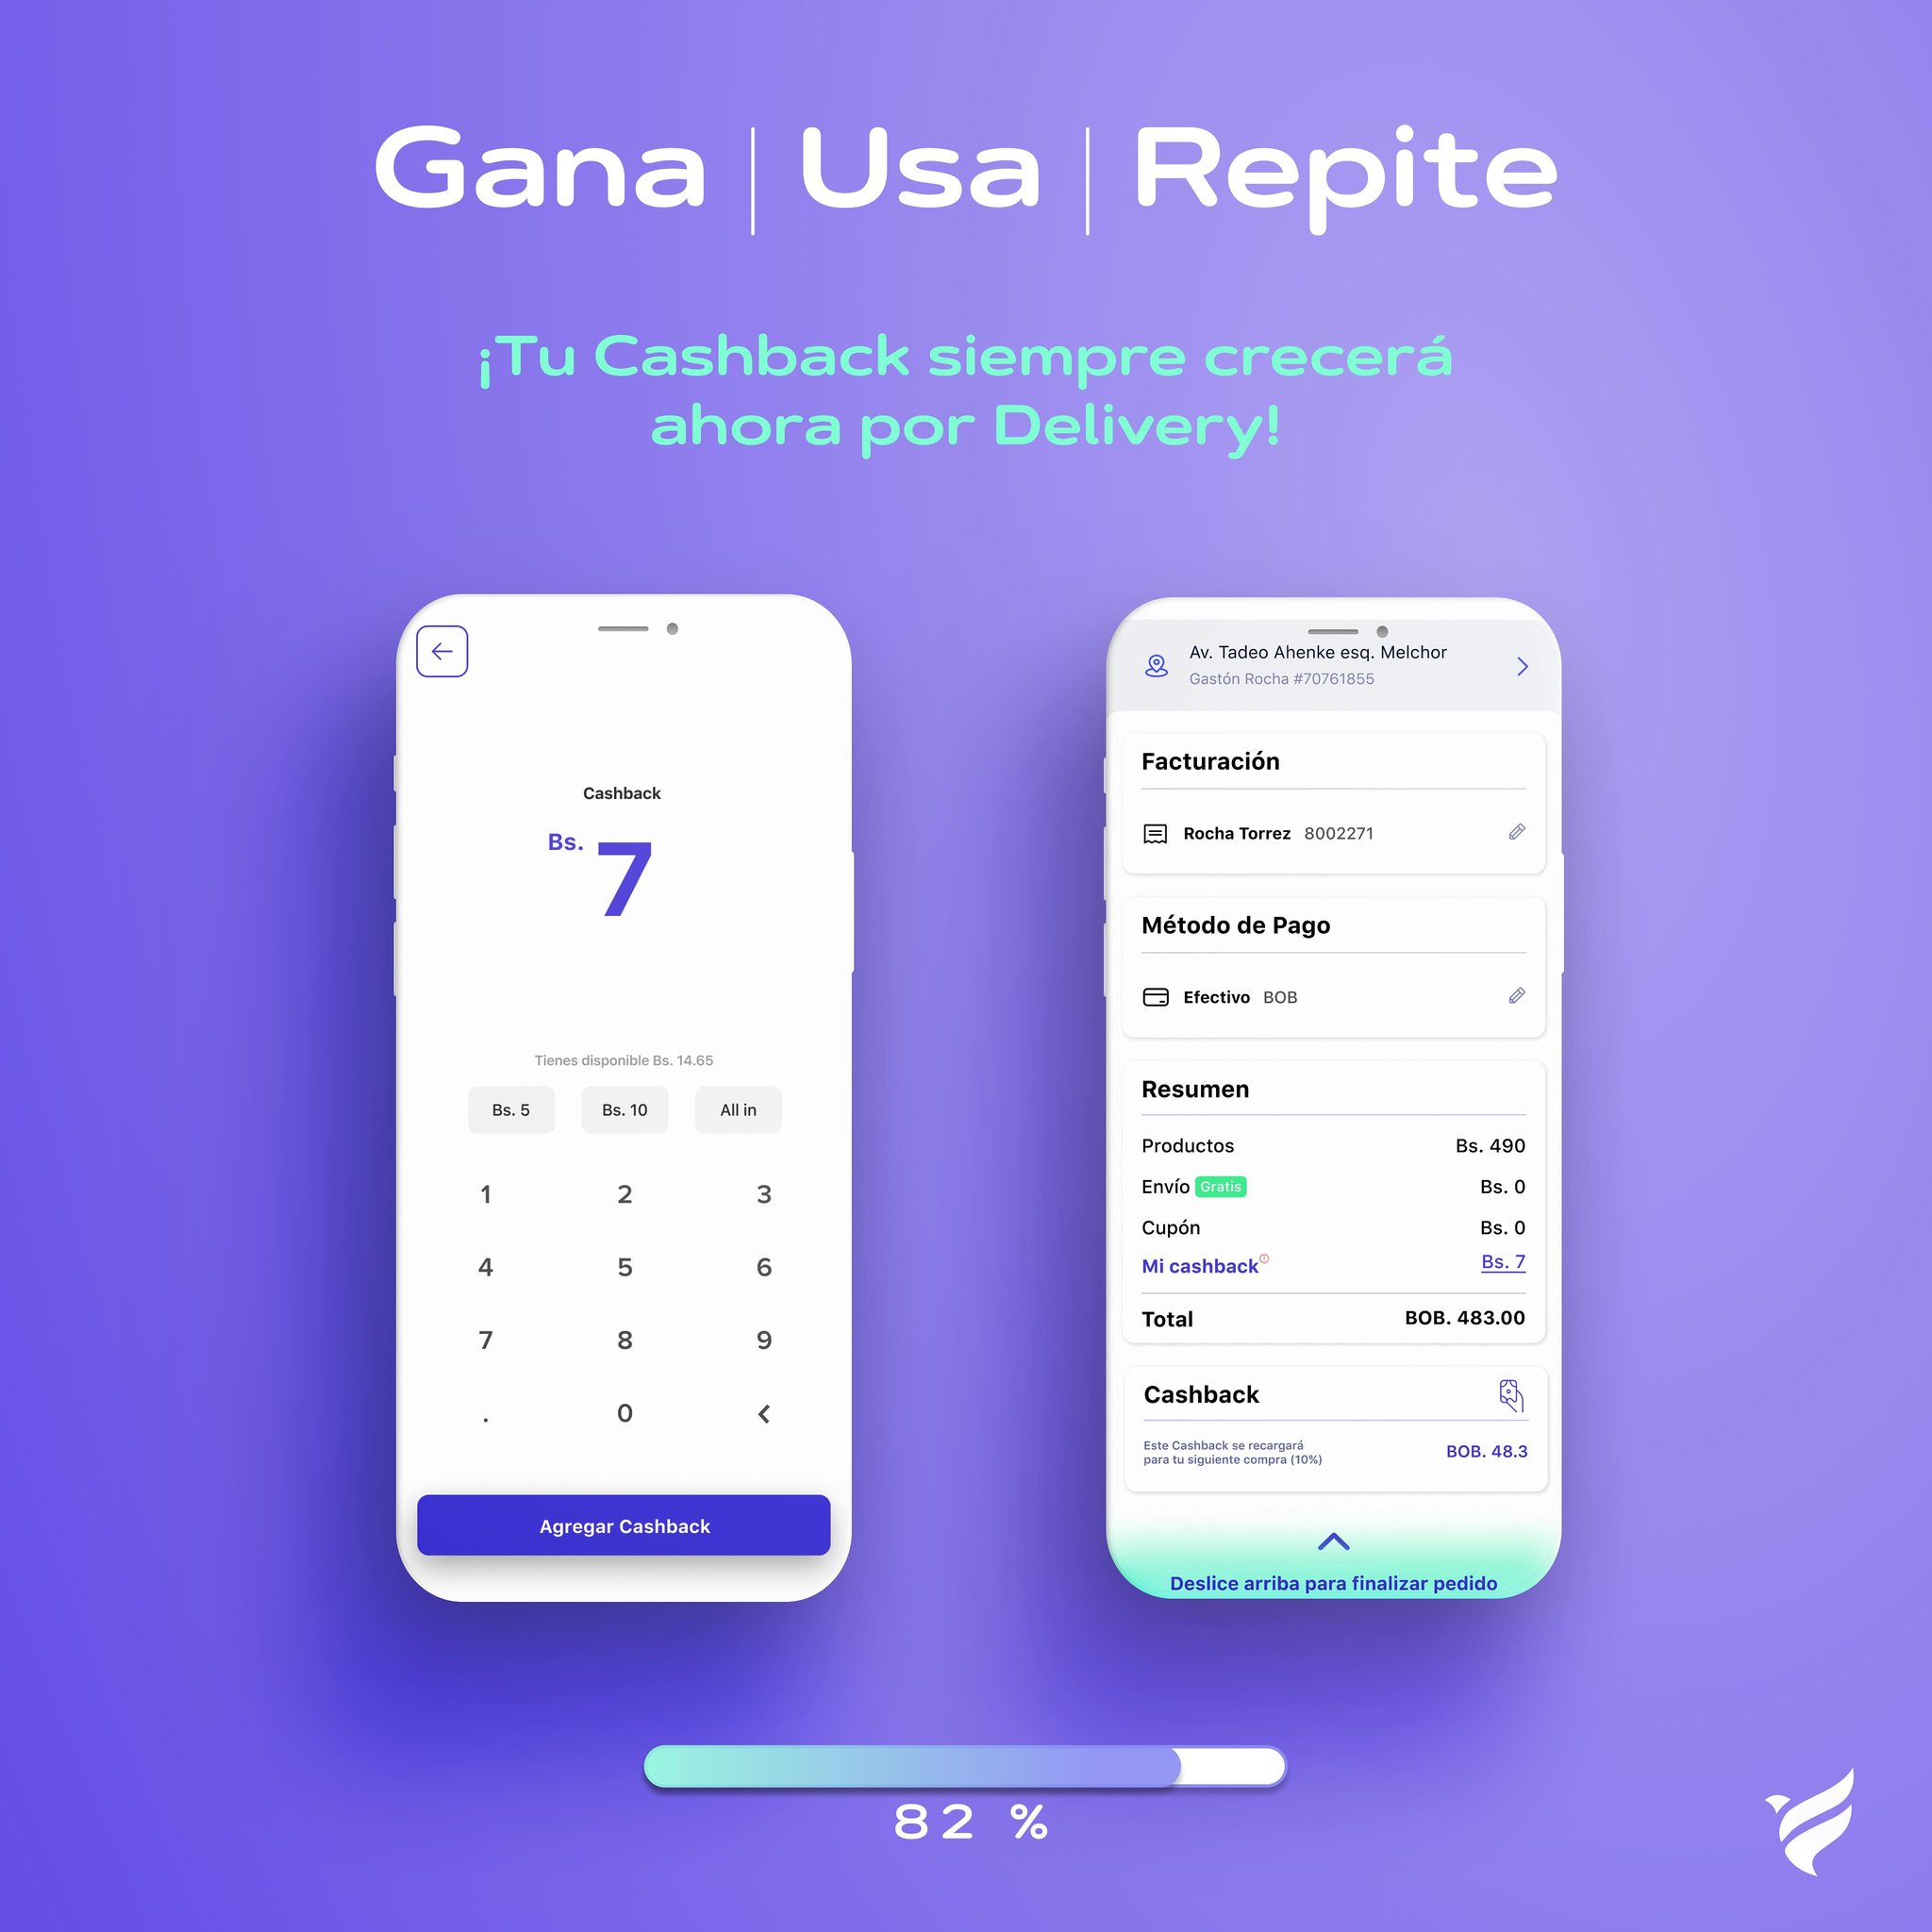 Gana | Usa | Repite
¡Tu Cashback siempre crecerá
ahora por Delivery!
Cashback
Bs. 7
Tienes disponible Bs. 14.65
Bs. 5 Bs. 10 All in
1 2 3
4 5 6
7 8 9
. 0 <
Agregar Cashback
Av. Tadeo Ahenke esq. Melchor
Gastón Rocha #70761855
Facturación
Rocha Torrez 8002271
Método de Pago
Efectivo BOB
Resumen
Productos Bs. 490
Envío Gratis Bs. 0
Cupón Bs. 0
Mi cashback Bs. 7
Total BOB. 483.00
Cashback
Este Cashback se recargará
para tu siguiente compra (10%) BOB. 48.3
Deslice arriba para finalizar pedido
82 %